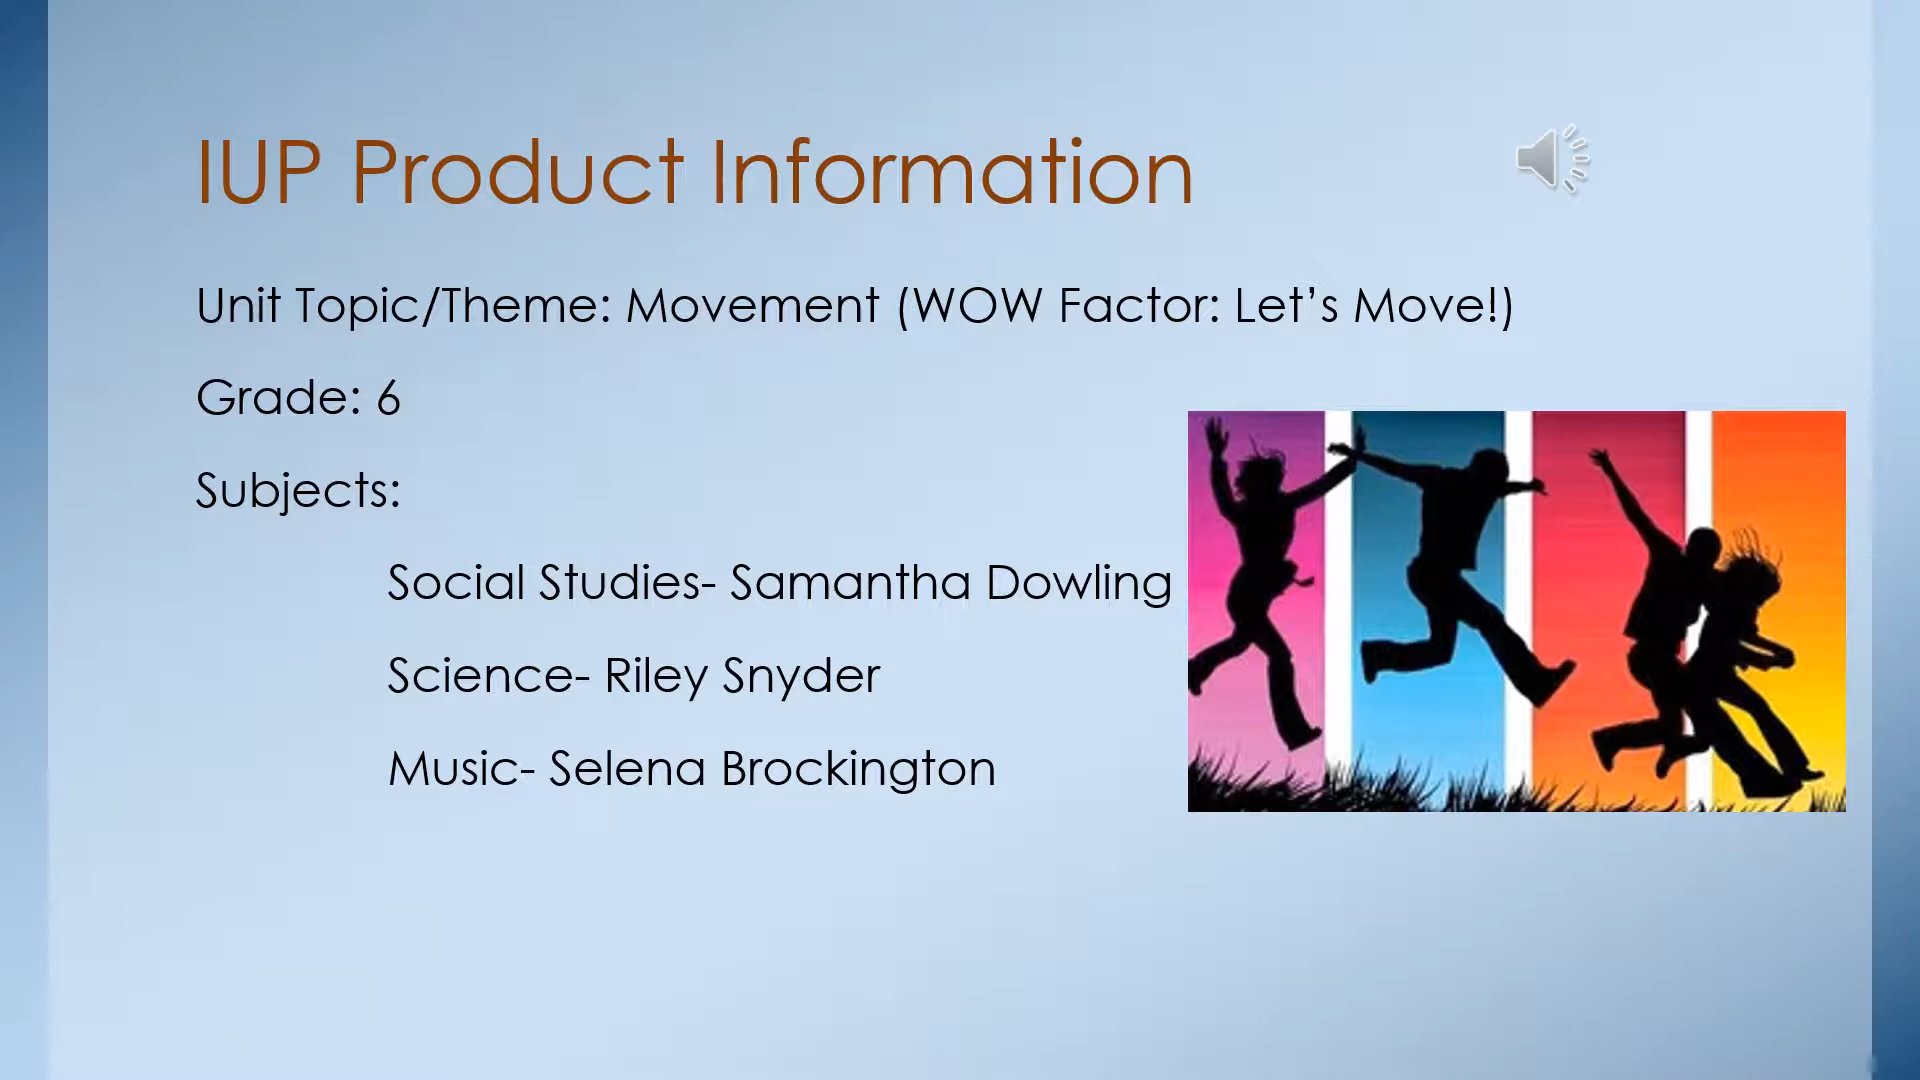 IUP Product Information
Unit Topic/Theme: Movement (WOW Factor: Let’s Move!)
Grade: 6
Subjects:
Social Studies- Samantha Dowling
Science- Riley Snyder
Music- Selena Brockington